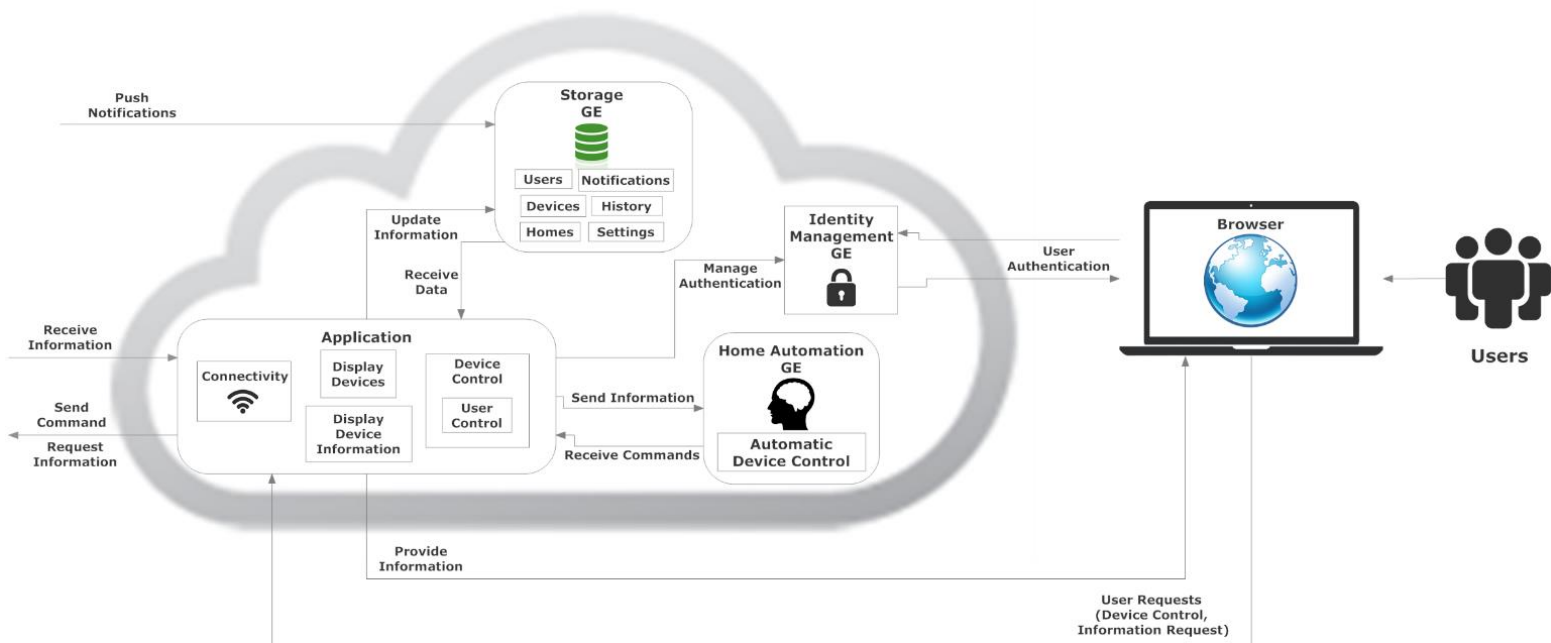 Push
Notifications
Storage
GE
Users
Notifications
Devices
History
Homes
Settings
Update
Information
Receive
Data
Identity
Management
GE
Manage
Authentication
User
Authentication
Browser
Users
Receive
Information
Send
Command
Request
Information
Application
Connectivity
Display
Devices
Display
Device
Information
Device
Control
User
Control
Send Information
Receive Commands
Home Automation
GE
Automatic
Device Control
Provide
Information
User Requests
(Device Control,
Information Request)